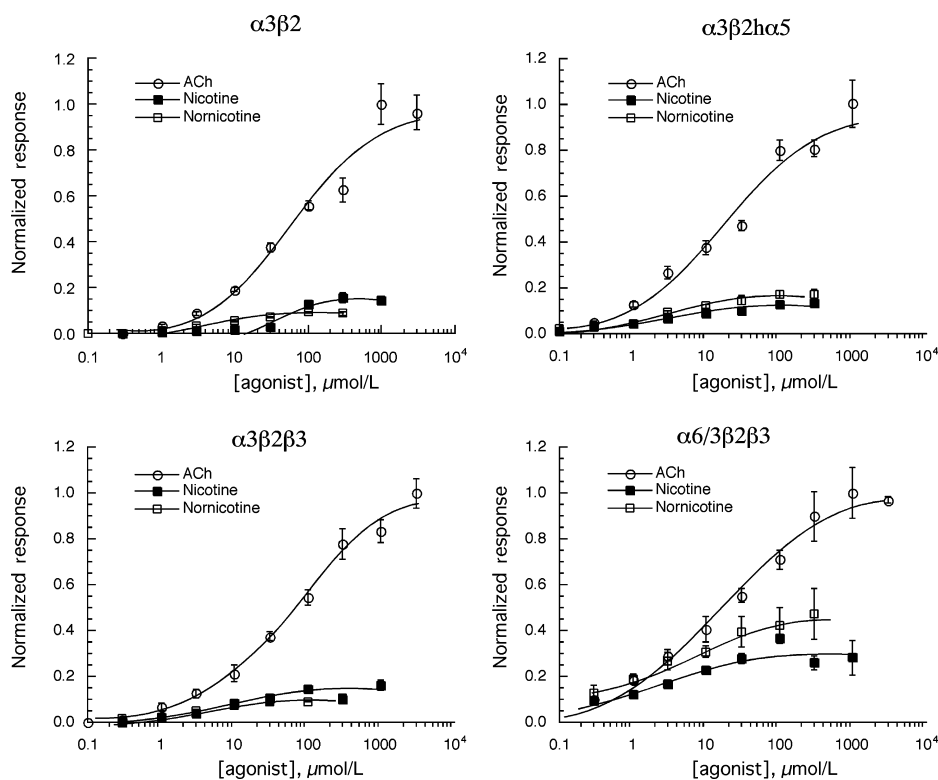 α3β2
1.2
1.0
0.8
0.6
0.4
0.2
0.0
Normalized response
ACh
Nicotine
Nornicotine
0.1 1 10 100 1000 10⁴
[agonist], μmol/L
α3β2hα5
1.2
1.0
0.8
0.6
0.4
0.2
0.0
Normalized response
ACh
Nicotine
Nornicotine
0.1 1 10 100 1000 10⁴
[agonist], μmol/L
α3β2β3
1.2
1.0
0.8
0.6
0.4
0.2
0.0
Normalized response
ACh
Nicotine
Nornicotine
0.1 1 10 100 1000 10⁴
[agonist], μmol/L
α6/3β2β3
1.2
1.0
0.8
0.6
0.4
0.2
0.0
Normalized response
ACh
Nicotine
Nornicotine
0.1 1 10 100 1000 10⁴
[agonist], μmol/L